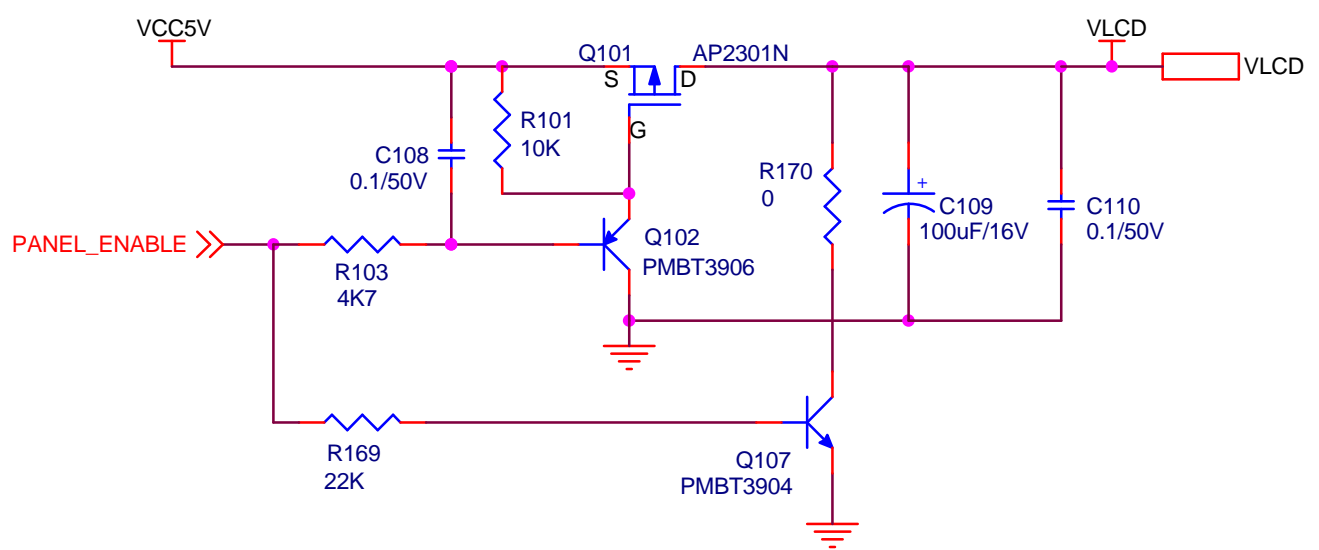 VCC5V
VLCD
Q101
AP2301N
S
D
VLCD
R101
10K
G
C108
0.1/50V
R170
0
+
C109
100uF/16V
C110
0.1/50V
PANEL_ENABLE
Q102
PMBT3906
R103
4K7
R169
22K
Q107
PMBT3904